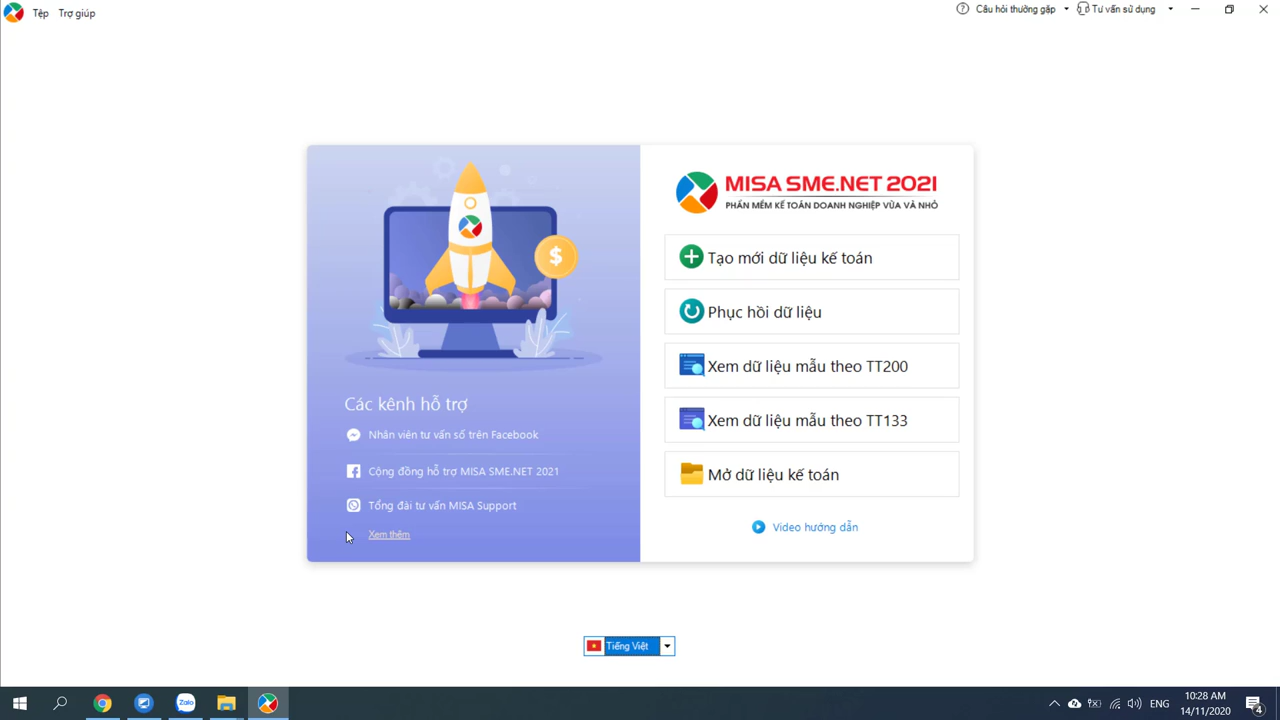 Tệp Trợ giúp
Câu hỏi thường gặp Tư vấn sử dụng
$
Các kênh hỗ trợ
Nhân viên tư vấn số trên Facebook
Cộng đồng hỗ trợ MISA SME.NET 2021
Tổng đài tư vấn MISA Support
Xem thêm
MISA SME.NET 2021
PHẦN MỀM KẾ TOÁN DOANH NGHIỆP VỪA VÀ NHỎ
Tạo mới dữ liệu kế toán
Phục hồi dữ liệu
Xem dữ liệu mẫu theo TT200
Xem dữ liệu mẫu theo TT133
Mở dữ liệu kế toán
Video hướng dẫn
Tiếng Việt
Zalo
ENG
10:28 AM
14/11/2020
4